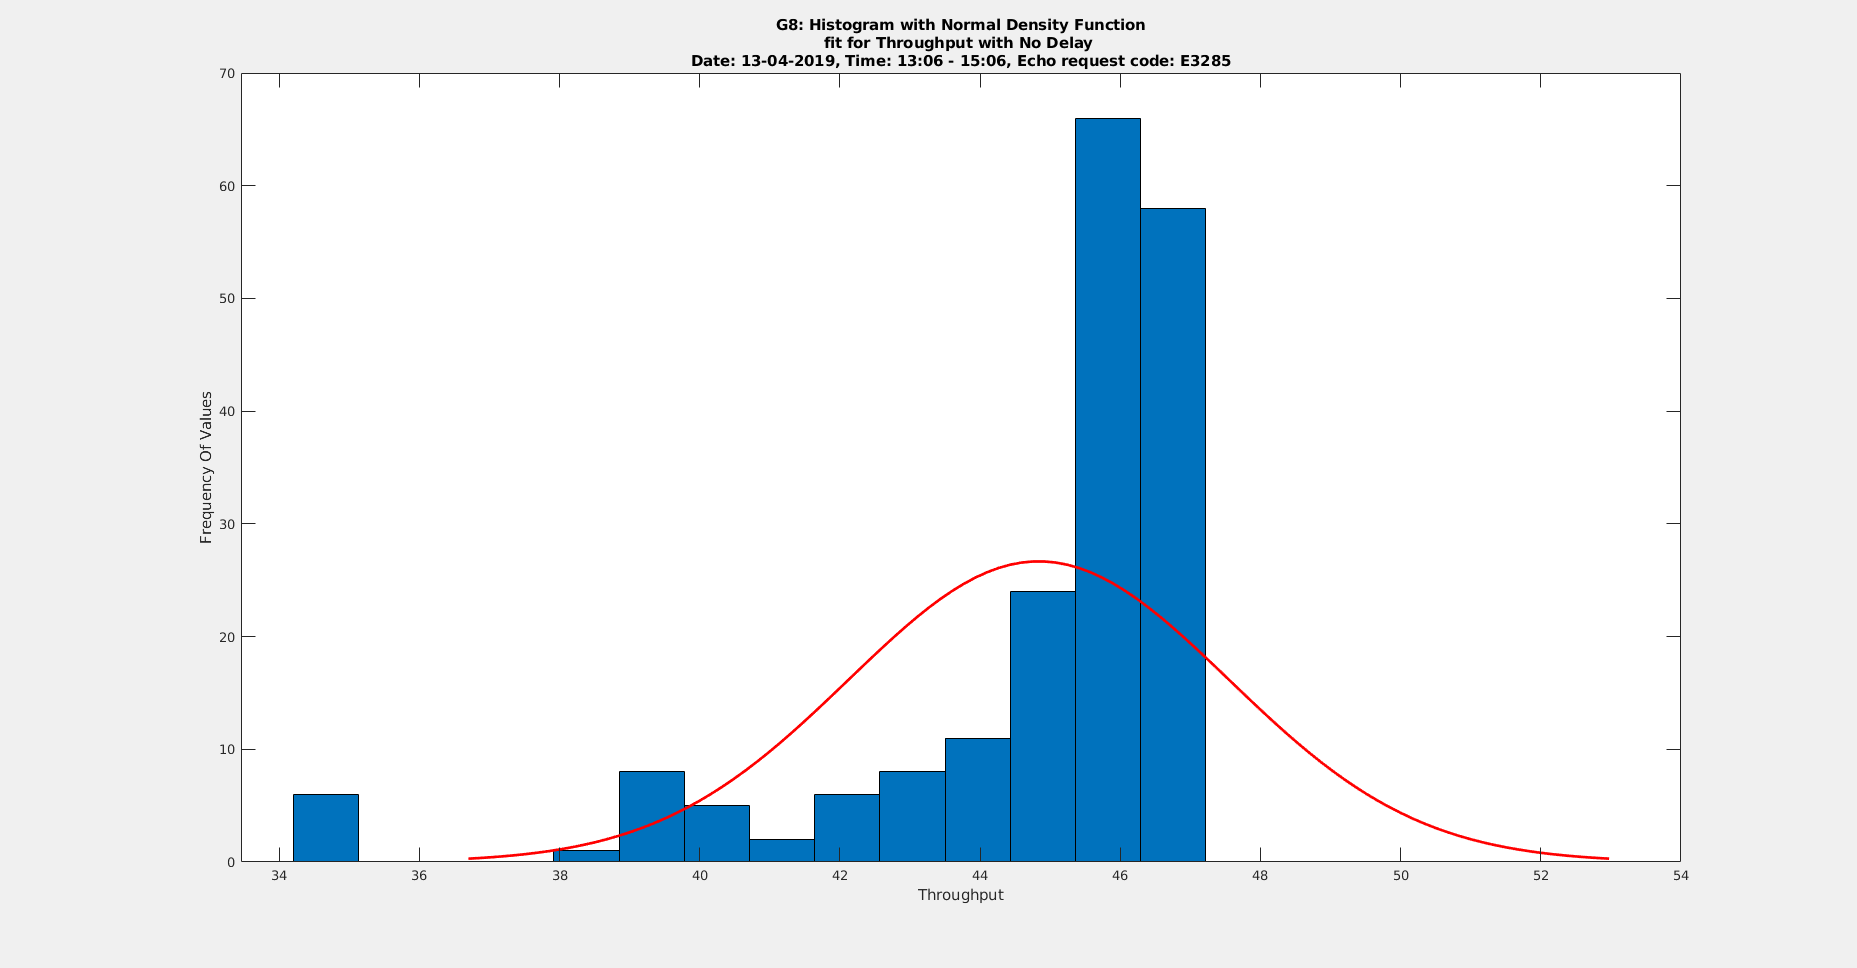 G8: Histogram with Normal Density Function
fit for Throughput with No Delay
Date: 13-04-2019, Time: 13:06 - 15:06, Echo request code: E3285
70
60
50
40
30
20
10
0
Frequency Of Values
34 36 38 40 42 44 46 48 50 52 54
Throughput